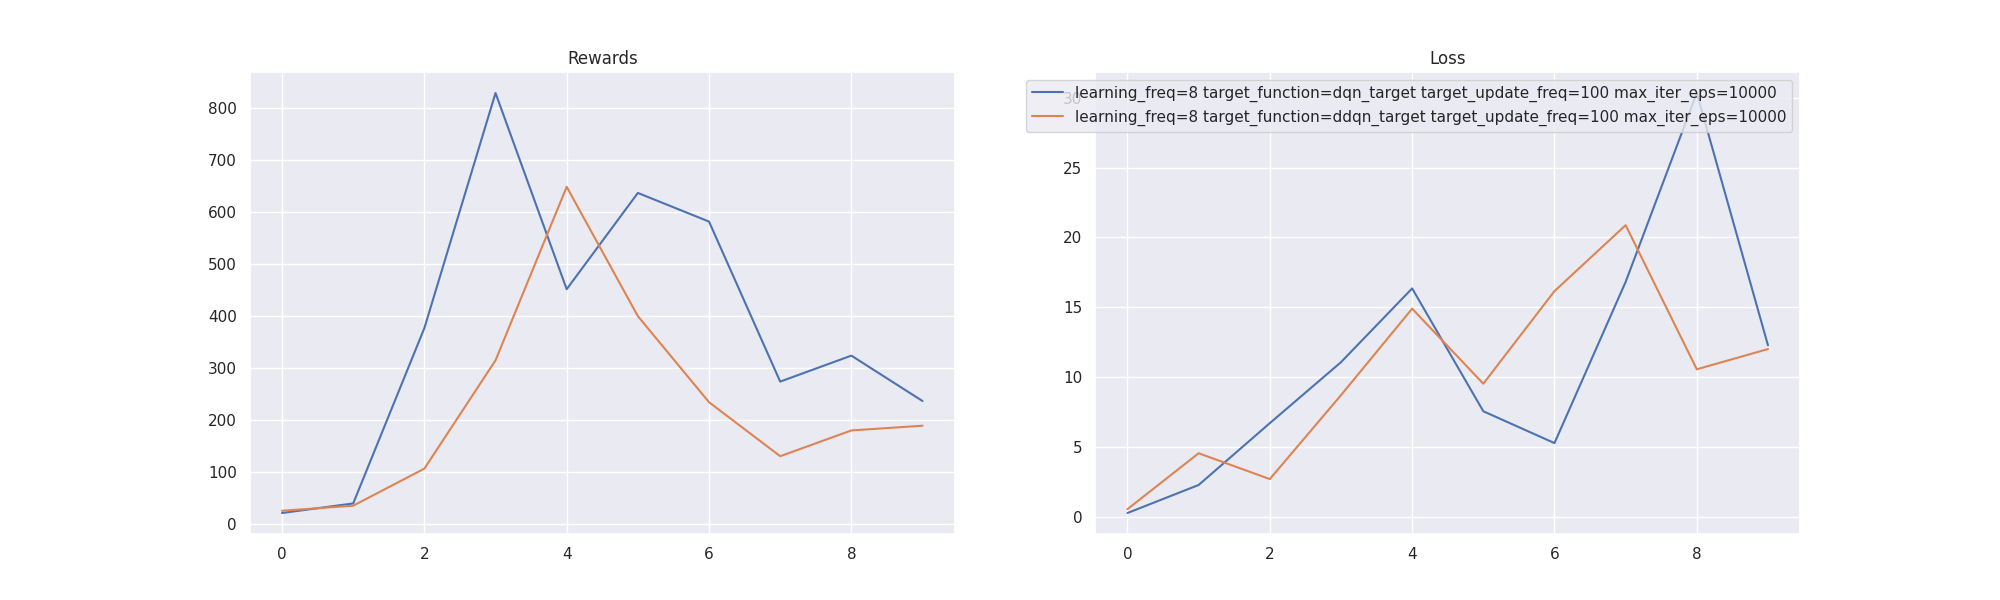 Rewards
800
700
600
500
400
300
200
100
0
0 2 4 6 8
Loss
30
25
20
15
10
5
0
0 2 4 6 8
learning_freq=8 target_function=dqn_target target_update_freq=100 max_iter_eps=10000
learning_freq=8 target_function=ddqn_target target_update_freq=100 max_iter_eps=10000